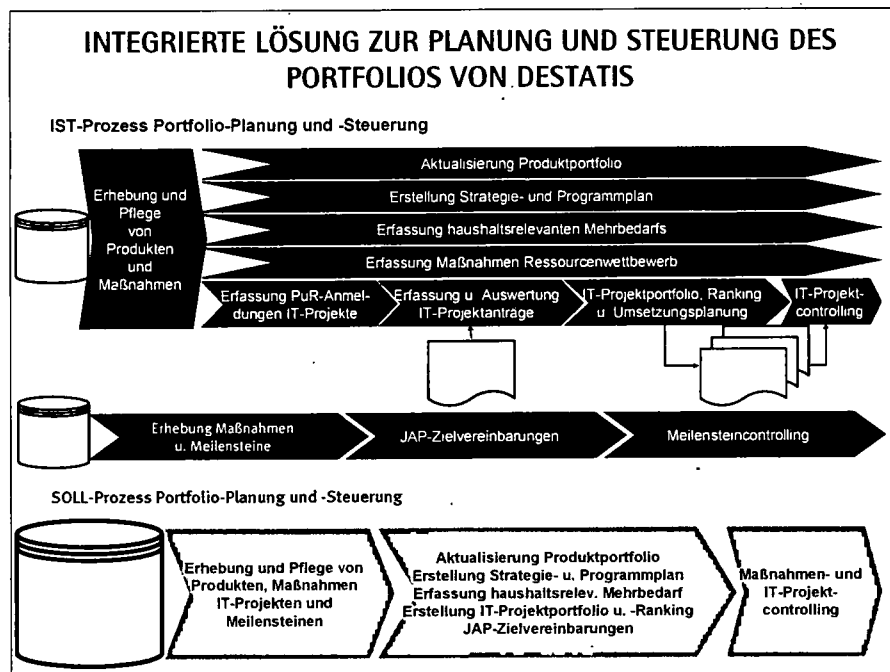 INTEGRIERTE LÖSUNG ZUR PLANUNG UND STEUERUNG DES
PORTFOLIOS VON DESTATIS
IST-Prozess Portfolio-Planung und -Steuerung
Erhebung und
Pflege
von
Produkten
und
Maßnahmen
Aktualisierung Produktportfolio
Erstellung Strategie- und Programmplan
Erfassung haushaltsrelevanten Mehrbedarfs
Erfassung Maßnahmen Ressourcenwettbewerb
Erfassung PuR-Anmel-
dungen IT-Projekte
Erfassung u Auswertung
IT-Projektanträge
IT-Projektportfolio, Ranking
u Umsetzungsplanung
IT-Projekt-
controlling
Erhebung Maßnahmen
u. Meilensteine
JAP-Zielvereinbarungen
Meilensteincontrolling
SOLL-Prozess Portfolio-Planung und -Steuerung
Erhebung und Pflege von
Produkten, Maßnahmen
IT-Projekten und
Meilensteinen
Aktualisierung Produktportfolio
Erstellung Strategie- u. Programmplan
Erfassung haushaltsrelev. Mehrbedarf
Erstellung IT-Projektportfolio u. -Ranking
JAP-Zielvereinbarungen
Maßnahmen- und
IT-Projekt-
controlling